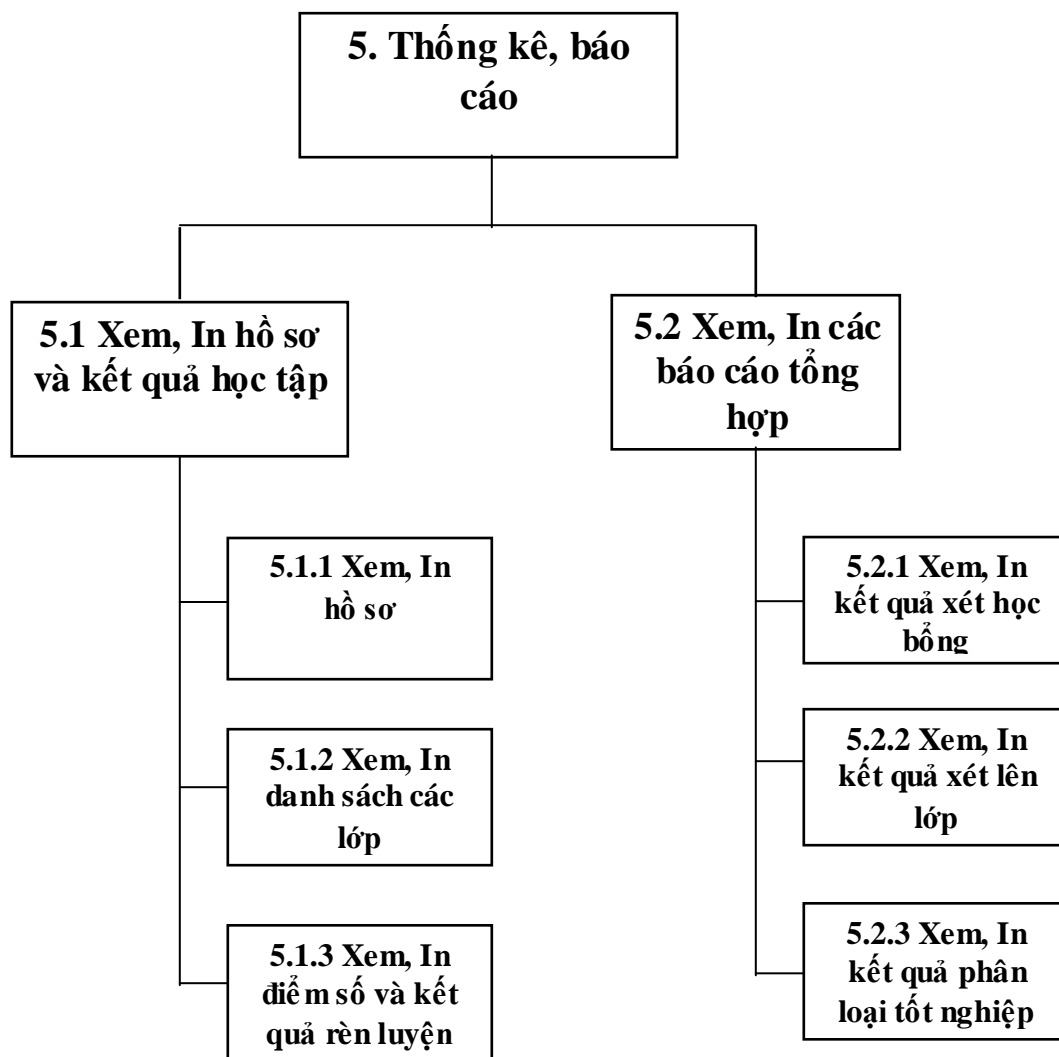 5. Thống kê, báo
cáo
5.1 Xem, In hồ sơ
và kết quả học tập
5.2 Xem, In các
báo cáo tổng
hợp
5.1.1 Xem, In
hồ sơ
5.1.2 Xem, In
danh sách các
lớp
5.1.3 Xem, In
điểm số và kết
quả rèn luyện
5.2.1 Xem, In
kết quả xét học
bổng
5.2.2 Xem, In
kết quả xét lên
lớp
5.2.3 Xem, In
kết quả phân
loại tốt nghiệp